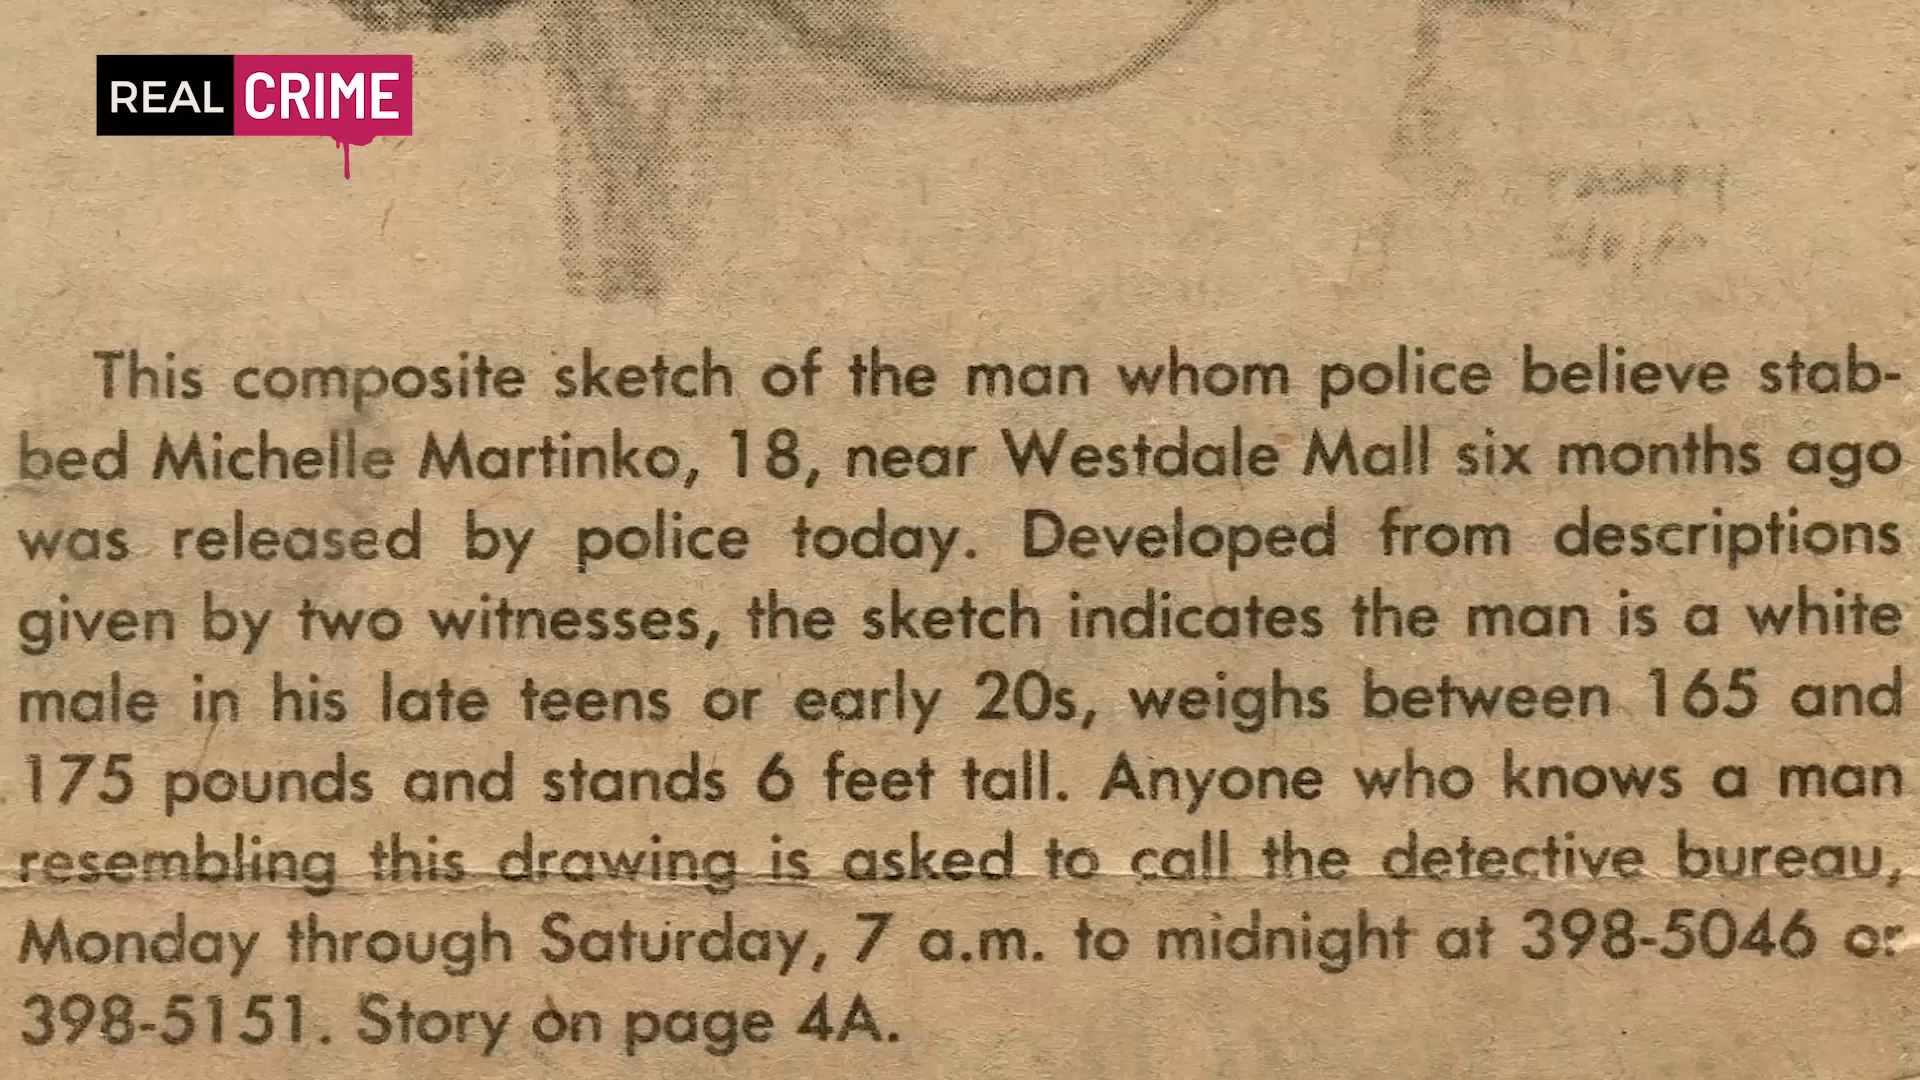 REAL CRIME
This composite sketch of the man whom police believe stab-
bed Michelle Martinko, 18, near Westdale Mall six months ago
was released by police today. Developed from descriptions
given by two witnesses, the sketch indicates the man is a white
male in his late teens or early 20s, weighs between 165 and
175 pounds and stands 6 feet tall. Anyone who knows a man
resembling this drawing is asked to call the detective bureau,
Monday through Saturday, 7 a.m. to midnight at 398-5046 or
398-5151. Story on page 4A.